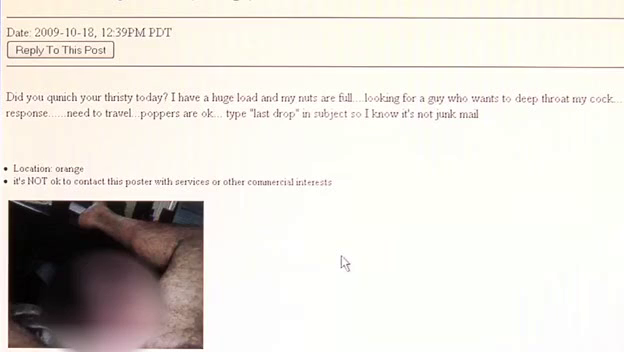 Date: 2009-10-18, 12:39PM PDT
Reply To This Post
Did you qunich your thristy today? I have a huge load and my nuts are full....looking for a guy who wants to deep throat my cock...
response......need to travel...poppers are ok... type "last drop" in subject so I know it's not junk mail
Location: orange
it's NOT ok to contact this poster with services or other commercial interests